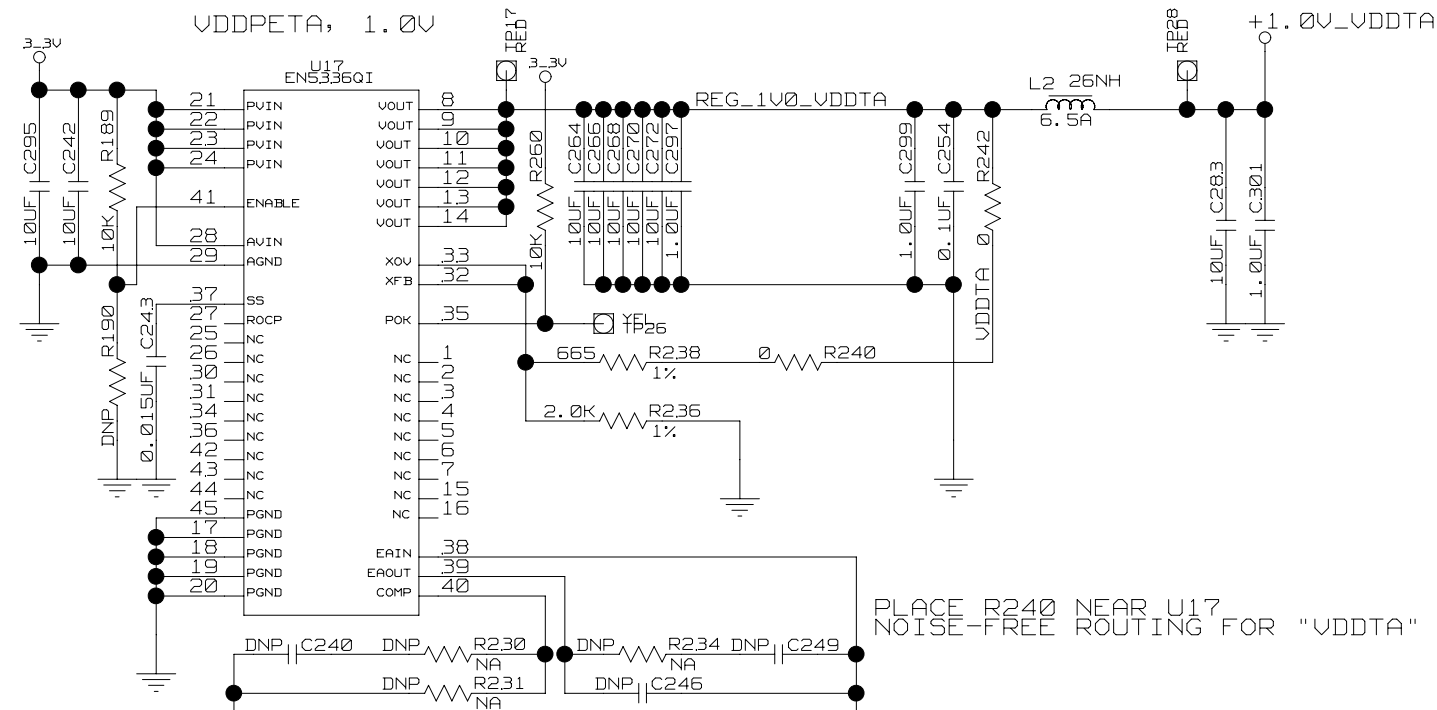 VDDPETA, 1.0V
3_3V
U17
EN5336QI
TP17
RED
3_3V
TP28
RED
+1.0V_VDDTA
21 PVIN
22 PVIN
23 PVIN
24 PVIN
41 ENABLE
28 AVIN
29 AGND
37 SS
27 ROCP
25 NC
26 NC
30 NC
31 NC
34 NC
36 NC
42 NC
43 NC
44 NC
45 PGND
17 PGND
18 PGND
19 PGND
20 PGND
VOUT 8
VOUT 9
VOUT 10
VOUT 11
VOUT 12
VOUT 13
VOUT 14
XOV 33
XFB 32
POK 35
NC 1
NC 2
NC 3
NC 4
NC 5
NC 6
NC 7
NC 15
NC 16
EAIN 38
EAOUT 39
COMP 40
10UF C295
10UF C242
10K R189
DNP R190
0.015UF C243
10K R260
10UF C264
10UF C266
10UF C268
10UF C270
10UF C272
1.0UF C297
REG_1V0_VDDTA
1.0UF C299
0.1UF C254
0 R242
VDDTA
L2 26NH
6.5A
10UF C283
1.0UF C301
YEL
TP26
665 R238
1%
0 R240
2.0K R236
1%
PLACE R240 NEAR U17
NOISE-FREE ROUTING FOR "VDDTA"
DNP C240 DNP R230
NA
DNP R234 DNP C249
NA
DNP R231
NA
DNP C246